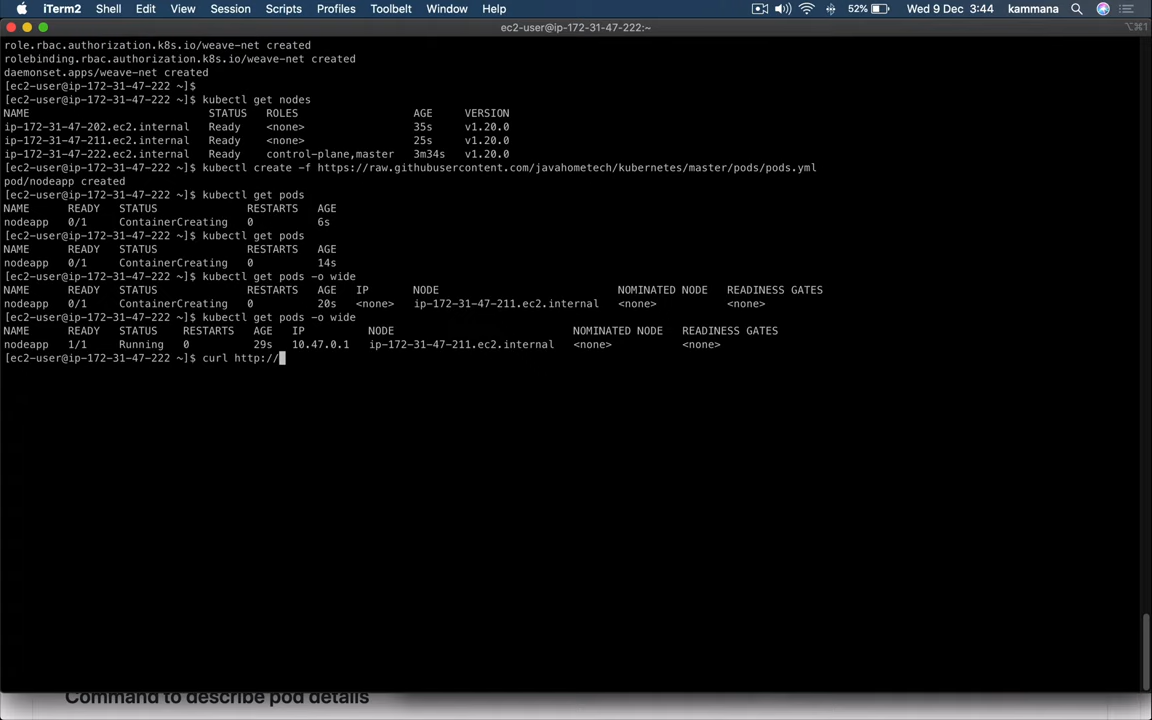 iTerm2 Shell Edit View Session Scripts Profiles Toolbelt Window Help 52% Wed 9 Dec 3:44 kammana
ec2-user@ip-172-31-47-222:~ ⌥⌘1
role.rbac.authorization.k8s.io/weave-net created
rolebinding.rbac.authorization.k8s.io/weave-net created
daemonset.apps/weave-net created
[ec2-user@ip-172-31-47-222 ~]$
[ec2-user@ip-172-31-47-222 ~]$ kubectl get nodes
NAME STATUS ROLES AGE VERSION
ip-172-31-47-202.ec2.internal Ready <none> 35s v1.20.0
ip-172-31-47-211.ec2.internal Ready <none> 25s v1.20.0
ip-172-31-47-222.ec2.internal Ready control-plane,master 3m34s v1.20.0
[ec2-user@ip-172-31-47-222 ~]$ kubectl create -f https://raw.githubusercontent.com/javahometech/kubernetes/master/pods/pods.yml
pod/nodeapp created
[ec2-user@ip-172-31-47-222 ~]$ kubectl get pods
NAME READY STATUS RESTARTS AGE
nodeapp 0/1 ContainerCreating 0 6s
[ec2-user@ip-172-31-47-222 ~]$ kubectl get pods
NAME READY STATUS RESTARTS AGE
nodeapp 0/1 ContainerCreating 0 14s
[ec2-user@ip-172-31-47-222 ~]$ kubectl get pods -o wide
NAME READY STATUS RESTARTS AGE IP NODE NOMINATED NODE READINESS GATES
nodeapp 0/1 ContainerCreating 0 20s <none> ip-172-31-47-211.ec2.internal <none> <none>
[ec2-user@ip-172-31-47-222 ~]$ kubectl get pods -o wide
NAME READY STATUS RESTARTS AGE IP NODE NOMINATED NODE READINESS GATES
nodeapp 1/1 Running 0 29s 10.47.0.1 ip-172-31-47-211.ec2.internal <none> <none>
[ec2-user@ip-172-31-47-222 ~]$ curl http://
Command to describe pod details